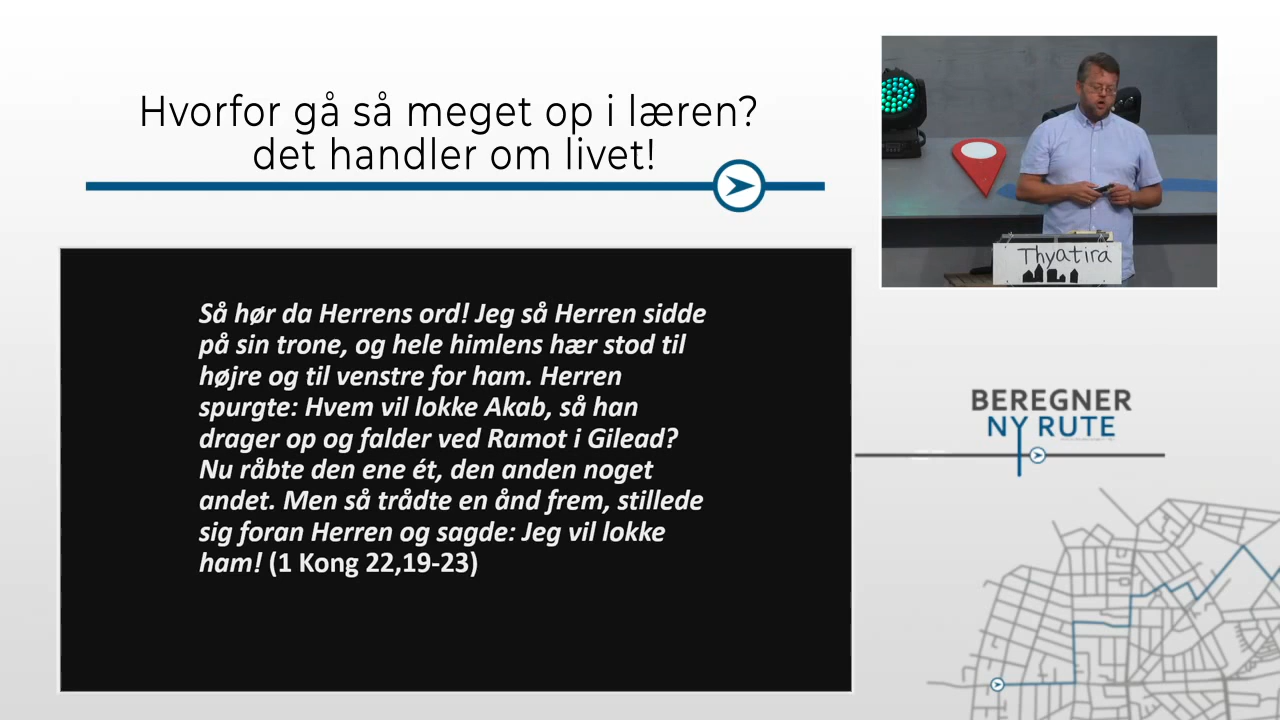 Hvorfor gå så meget op i læren?
det handler om livet!
Så hør da Herrens ord! Jeg så Herren sidde
på sin trone, og hele himlens hær stod til
højre og til venstre for ham. Herren
spurgte: Hvem vil lokke Akab, så han
drager op og falder ved Ramot i Gilead?
Nu råbte den ene ét, den anden noget
andet. Men så trådte en ånd frem, stillede
sig foran Herren og sagde: Jeg vil lokke
ham! (1 Kong 22,19-23)
Thyatira
BEREGNER
NY RUTE